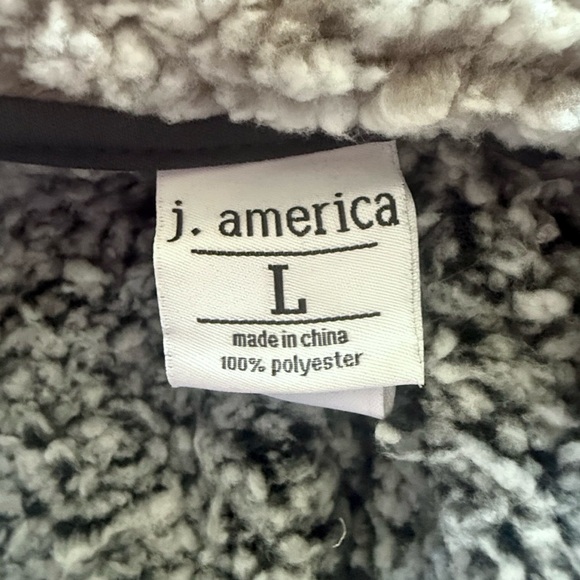 j. america
L
made in china
100% polyester